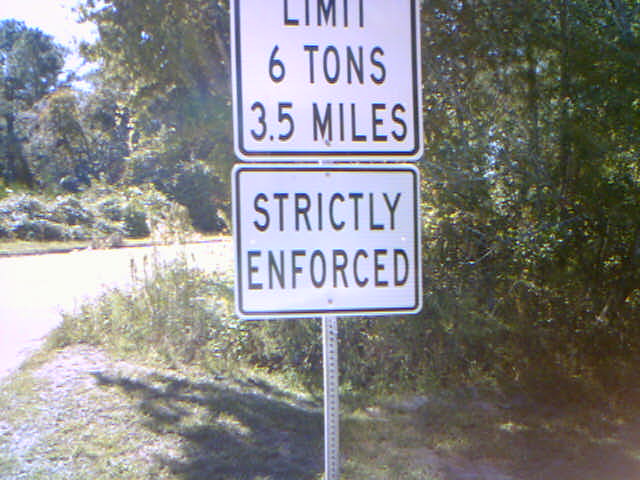 LIMIT
6 TONS
3.5 MILES
STRICTLY
ENFORCED